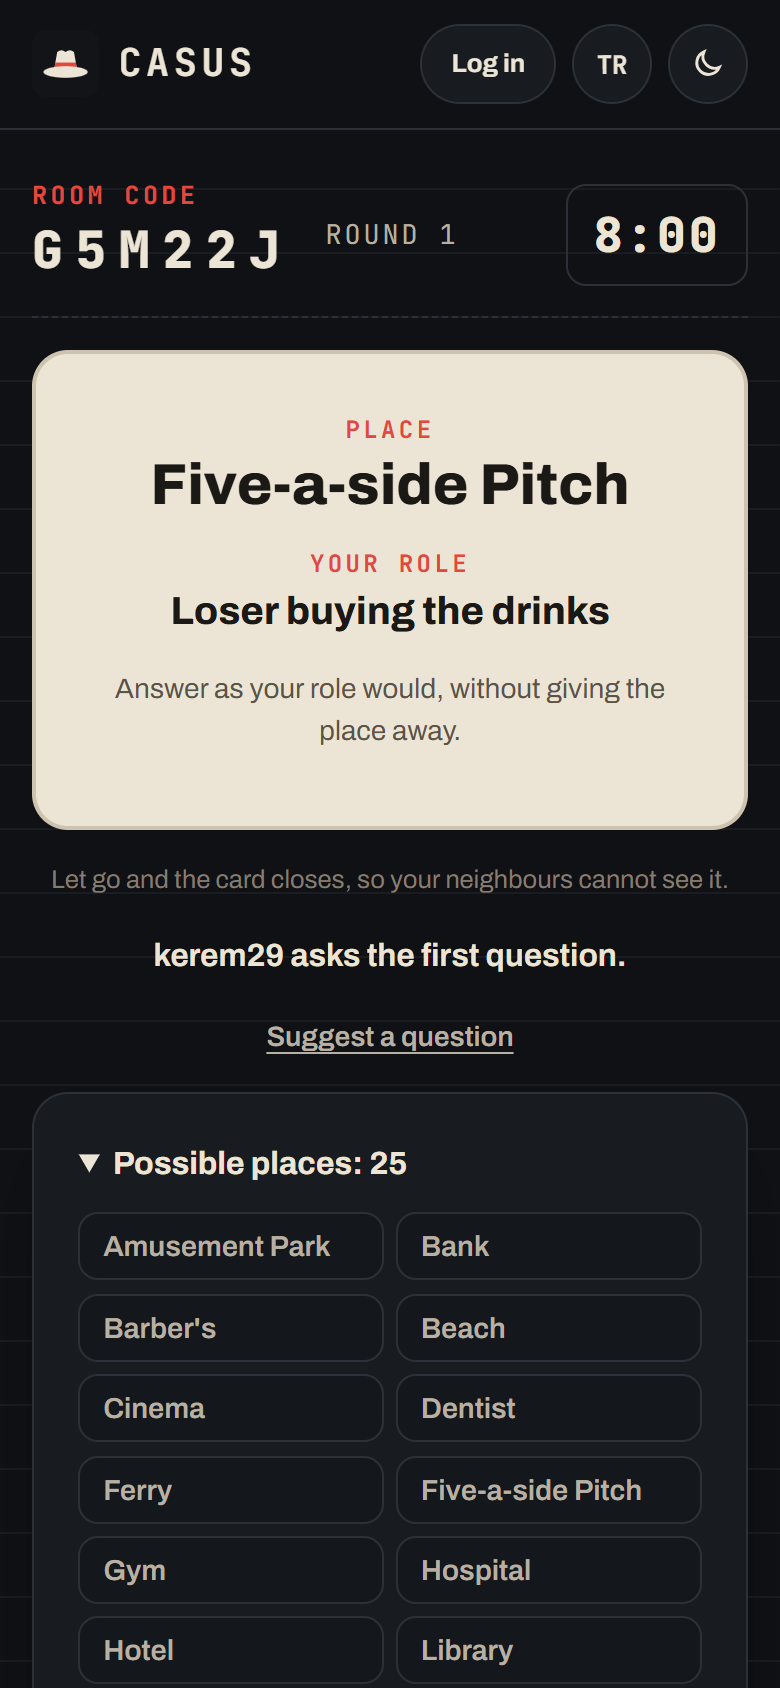 CASUS
Log in
TR
ROOM CODE
G5M22J
ROUND 1
8:00
PLACE
Five-a-side Pitch
YOUR ROLE
Loser buying the drinks
Answer as your role would, without giving the
place away.
Let go and the card closes, so your neighbours cannot see it.
kerem29 asks the first question.
Suggest a question
Possible places: 25
Amusement Park
Bank
Barber's
Beach
Cinema
Dentist
Ferry
Five-a-side Pitch
Gym
Hospital
Hotel
Library